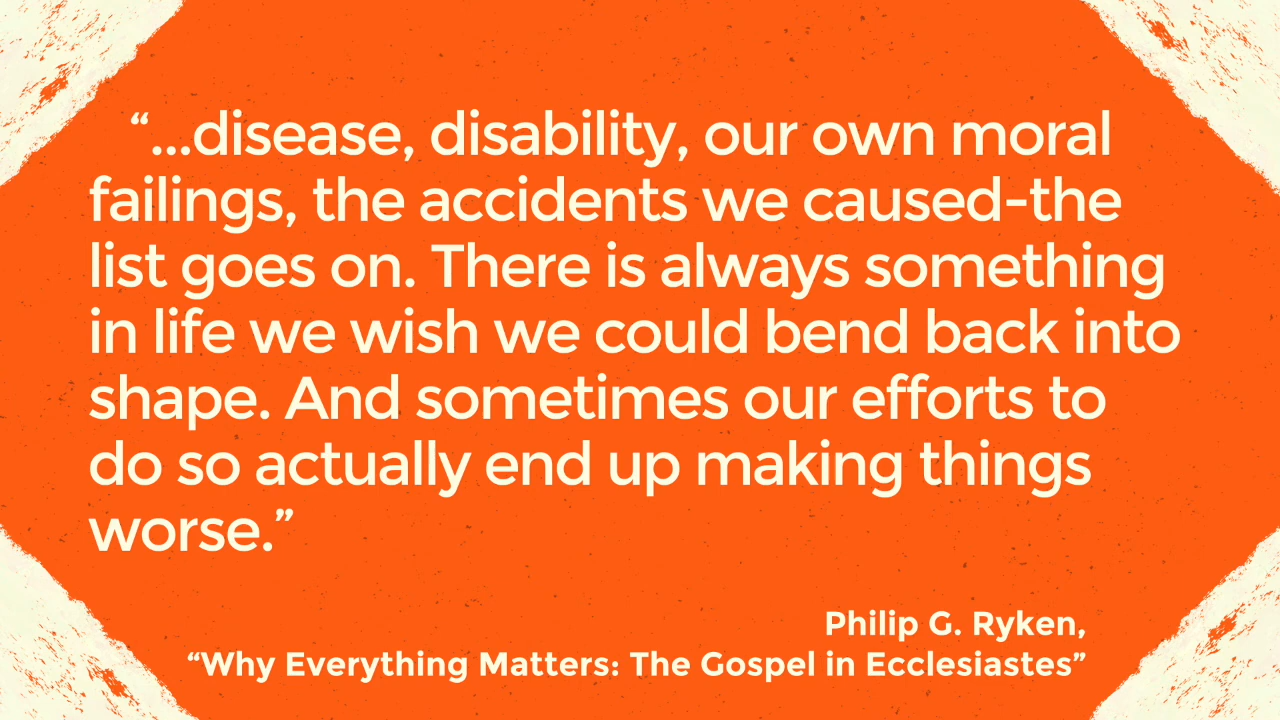 “...disease, disability, our own moral
failings, the accidents we caused-the
list goes on. There is always something
in life we wish we could bend back into
shape. And sometimes our efforts to
do so actually end up making things
worse.”
Philip G. Ryken,
“Why Everything Matters: The Gospel in Ecclesiastes”